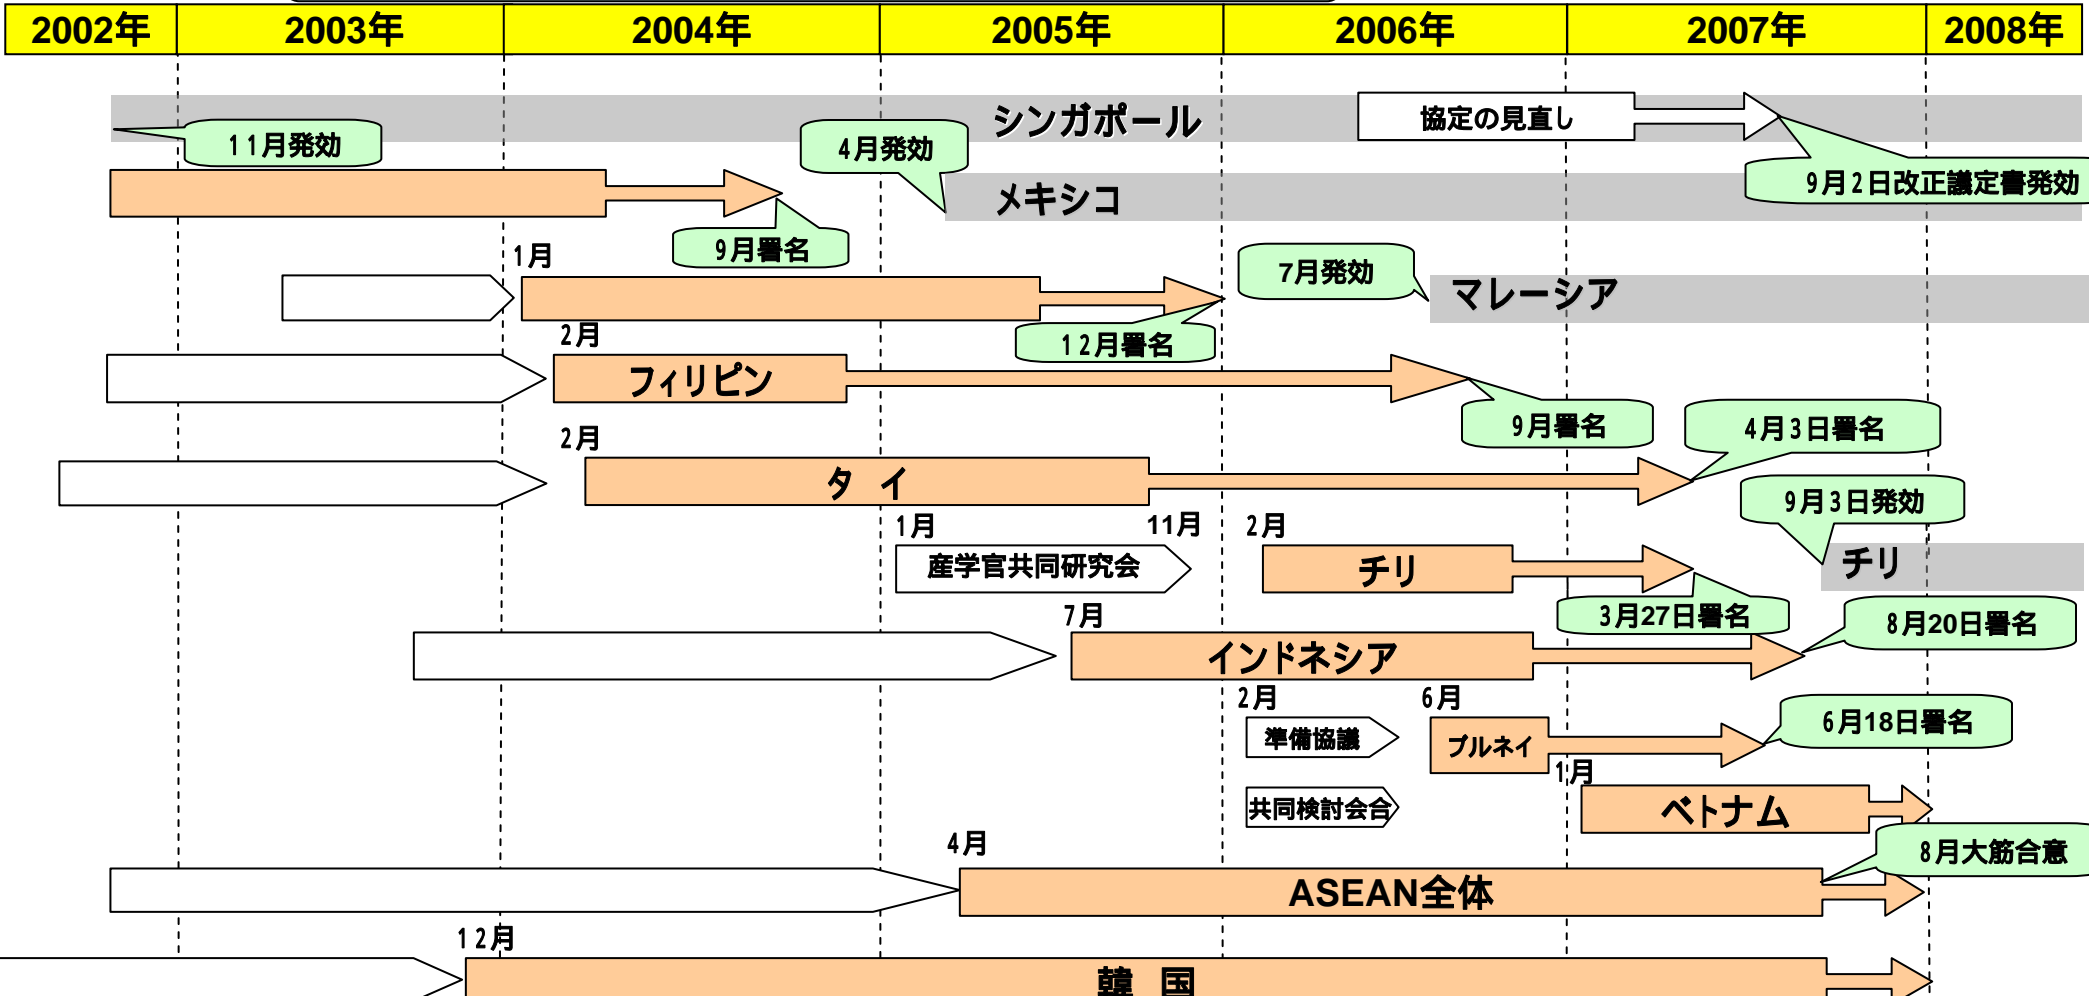 2002年 2003年 2004年 2005年 2006年 2007年 2008年
シンガポール
協定の見直し
11月発効
4月発効
9月2日改正議定書発効
メキシコ
9月署名
1月
7月発効
マレーシア
12月署名
2月
フィリピン
9月署名
4月3日署名
2月
タ イ
9月3日発効
1月
11月
2月
産学官共同研究会
チリ
チリ
3月27日署名
8月20日署名
7月
インドネシア
2月
6月
準備協議
ブルネイ
6月18日署名
1月
共同検討会合
ベトナム
8月大筋合意
4月
ASEAN全体
12月
韓 国